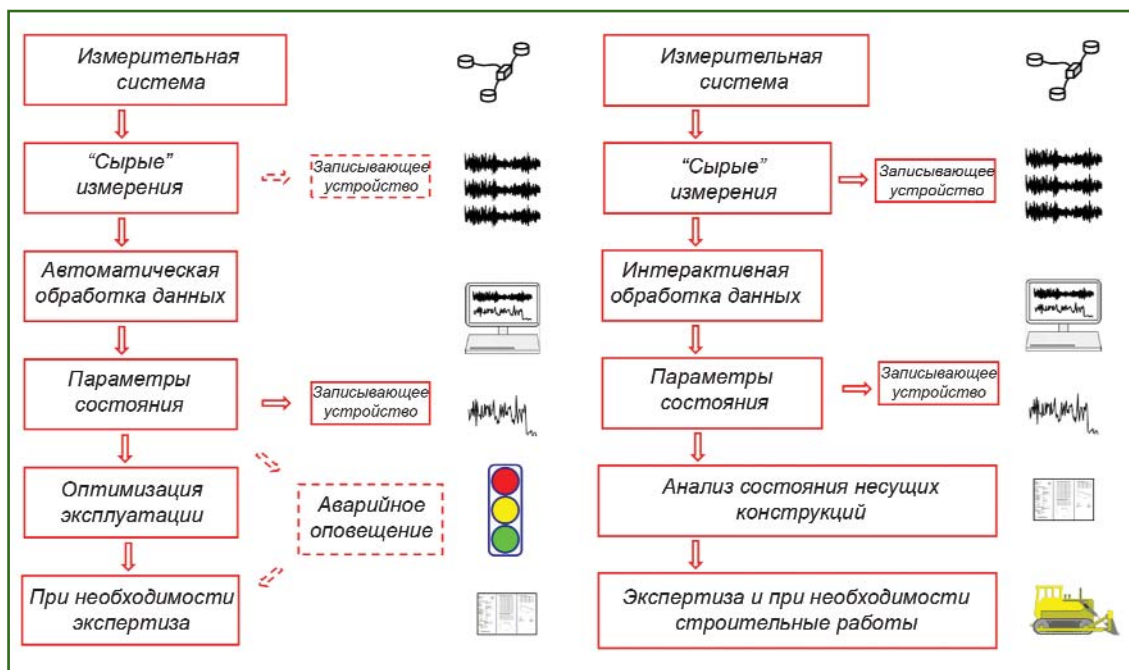 Измерительная
система
“Сырые”
измерения
Записывающее
устройство
Автоматическая
обработка данных
Параметры
состояния
Записывающее
устройство
Оптимизация
эксплуатации
Аварийное
оповещение
При необходимости
экспертиза
Измерительная
система
“Сырые”
измерения
Записывающее
устройство
Интерактивная
обработка данных
Параметры
состояния
Записывающее
устройство
Анализ состояния несущих
конструкций
Экспертиза и при необходимости
строительные работы